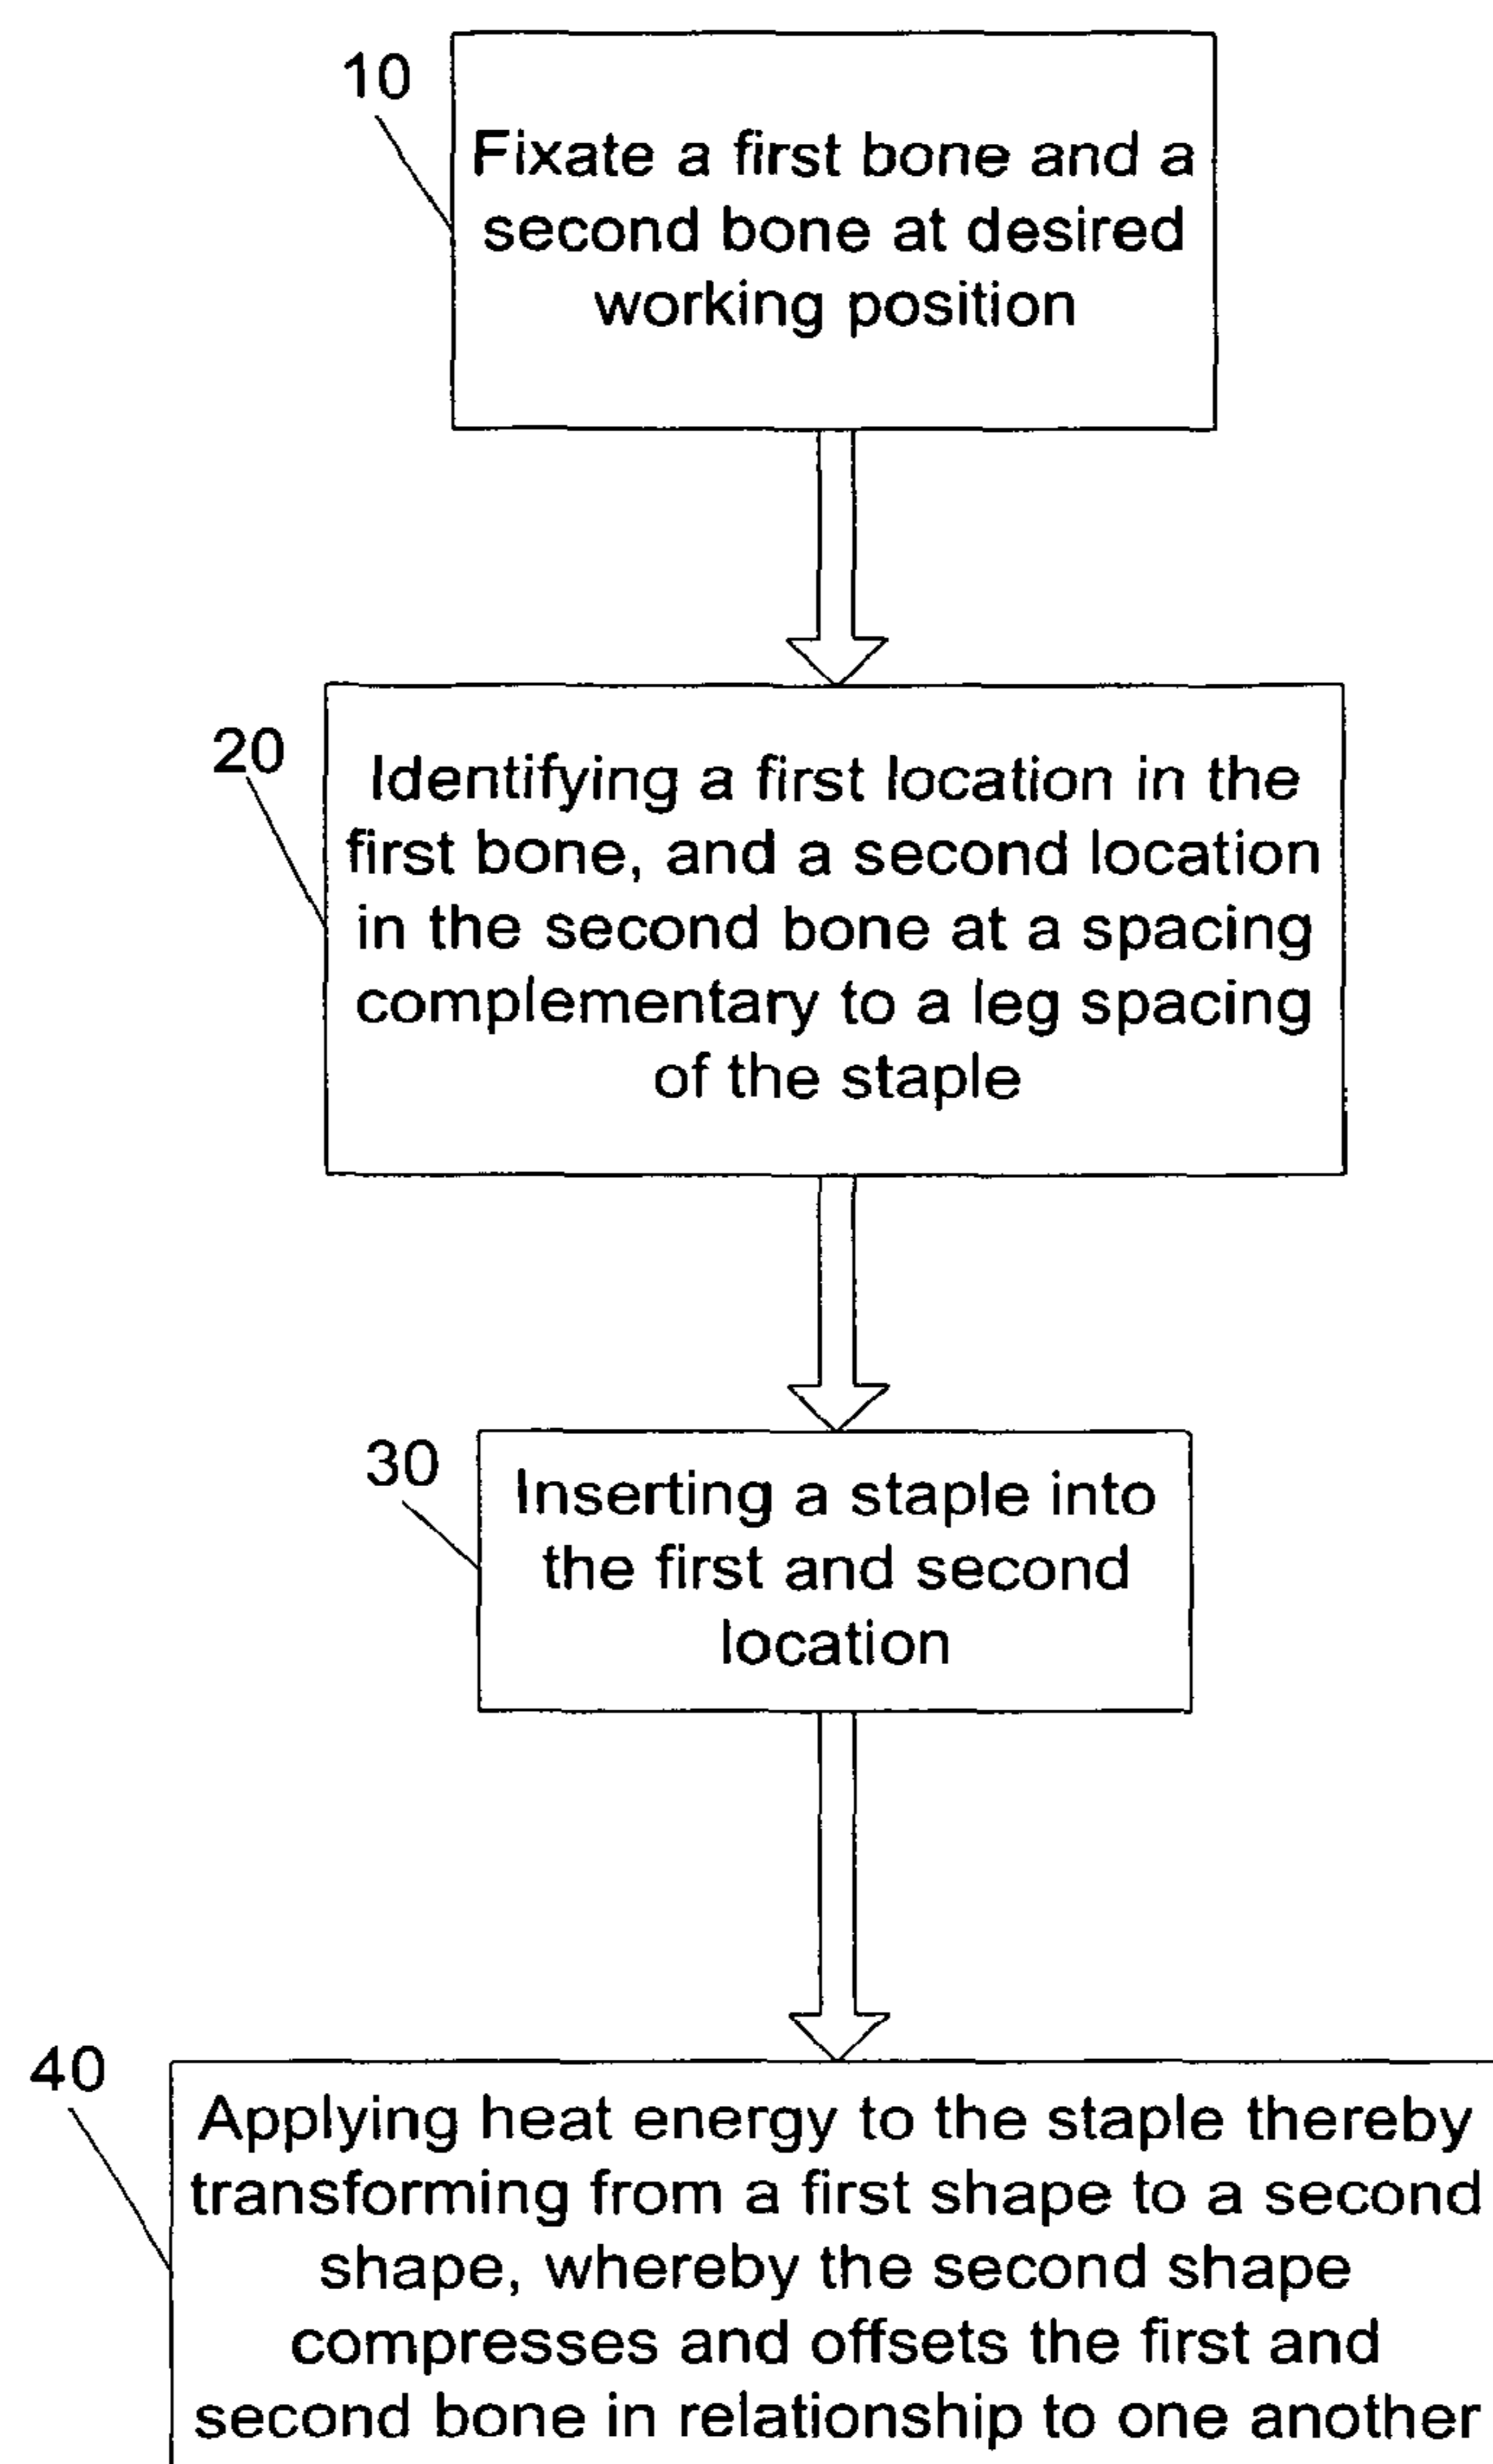 10
Fixate a first bone and a
second bone at desired
working position
20
Identifying a first location in the
first bone, and a second location
in the second bone at a spacing
complementary to a leg spacing
of the staple
30
Inserting a staple into
the first and second
location
40
Applying heat energy to the staple thereby
transforming from a first shape to a second
shape, whereby the second shape
compresses and offsets the first and
second bone in relationship to one another